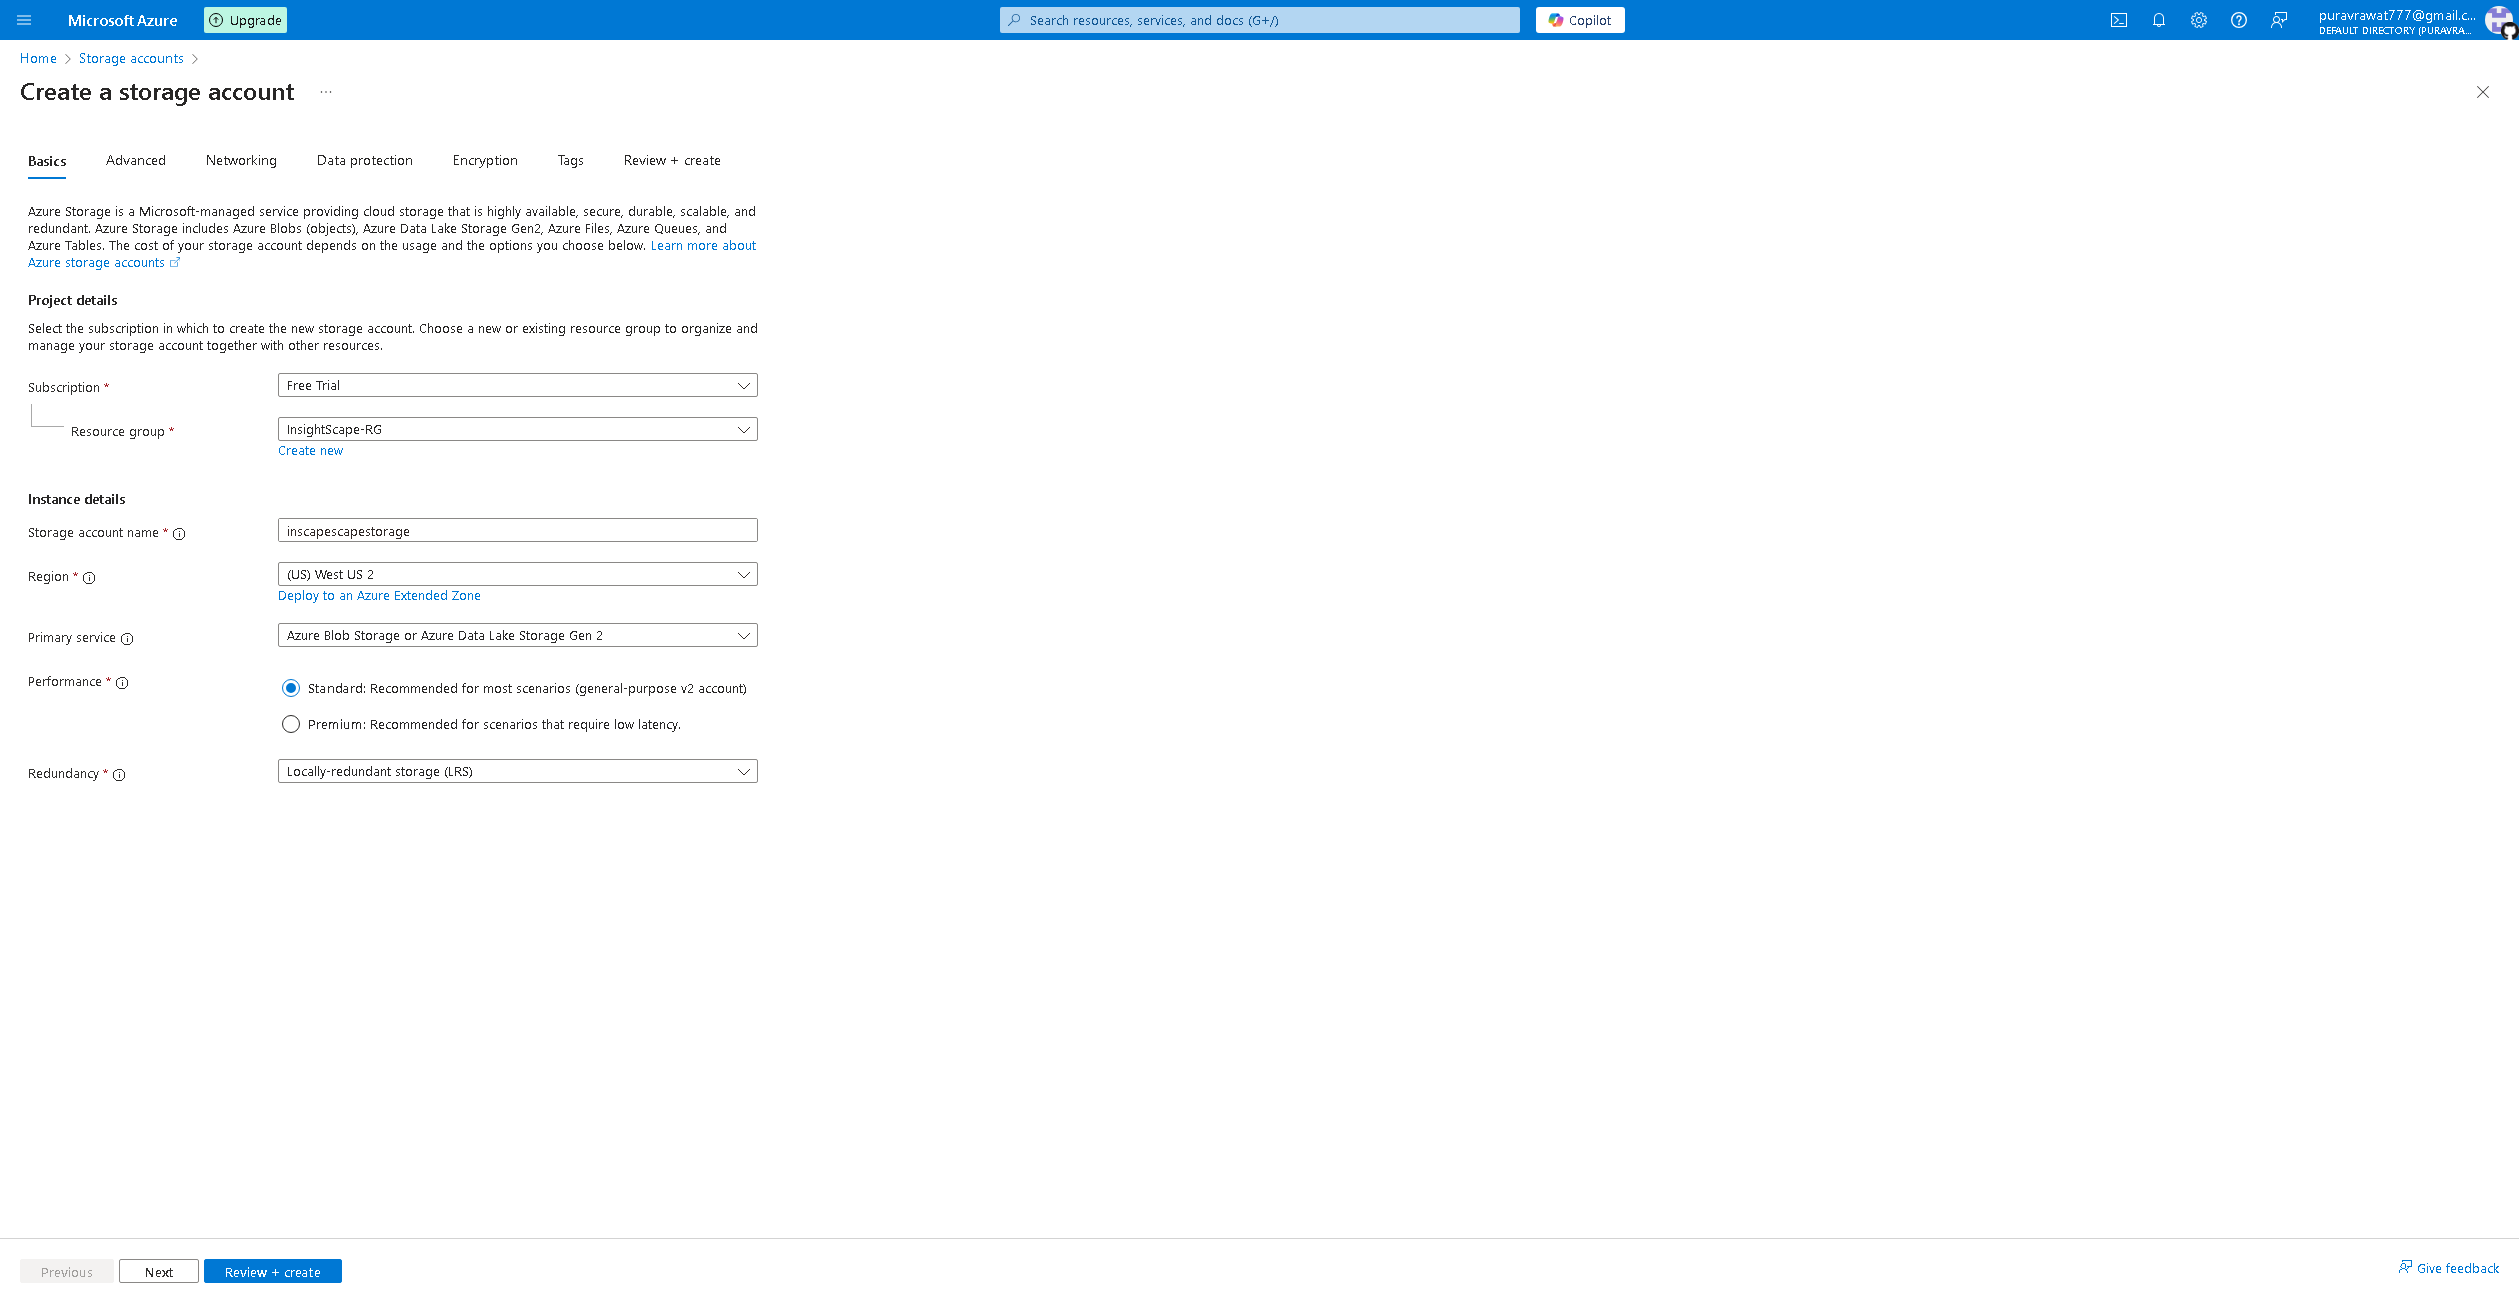 Microsoft Azure
Upgrade
Search resources, services, and docs (G+/)
Copilot
puravrawat777@gmail.c...
DEFAULT DIRECTORY (PURAVRA...
Home > Storage accounts >
Create a storage account ...
Basics Advanced Networking Data protection Encryption Tags Review + create
Azure Storage is a Microsoft-managed service providing cloud storage that is highly available, secure, durable, scalable, and
redundant. Azure Storage includes Azure Blobs (objects), Azure Data Lake Storage Gen2, Azure Files, Azure Queues, and
Azure Tables. The cost of your storage account depends on the usage and the options you choose below. Learn more about
Azure storage accounts
Project details
Select the subscription in which to create the new storage account. Choose a new or existing resource group to organize and
manage your storage account together with other resources.
Subscription *
Free Trial
Resource group *
InsightScape-RG
Create new
Instance details
Storage account name *
inscapescapestorage
Region *
(US) West US 2
Deploy to an Azure Extended Zone
Primary service
Azure Blob Storage or Azure Data Lake Storage Gen 2
Performance *
Standard: Recommended for most scenarios (general-purpose v2 account)
Premium: Recommended for scenarios that require low latency.
Redundancy *
Locally-redundant storage (LRS)
Previous
Next
Review + create
Give feedback